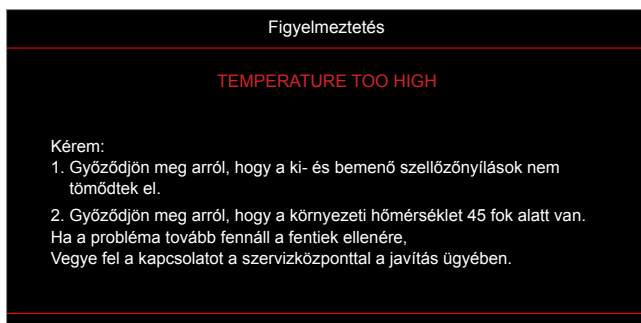 Figyelmeztetés
TEMPERATURE TOO HIGH
Kérem:
1. Győződjön meg arról, hogy a ki- és bemenő szellőzőnyílások nem
tömődtek el.
2. Győződjön meg arról, hogy a környezeti hőmérséklet 45 fok alatt van.
Ha a probléma tovább fennáll a fentiek ellenére,
Vegye fel a kapcsolatot a szervizközponttal a javítás ügyében.